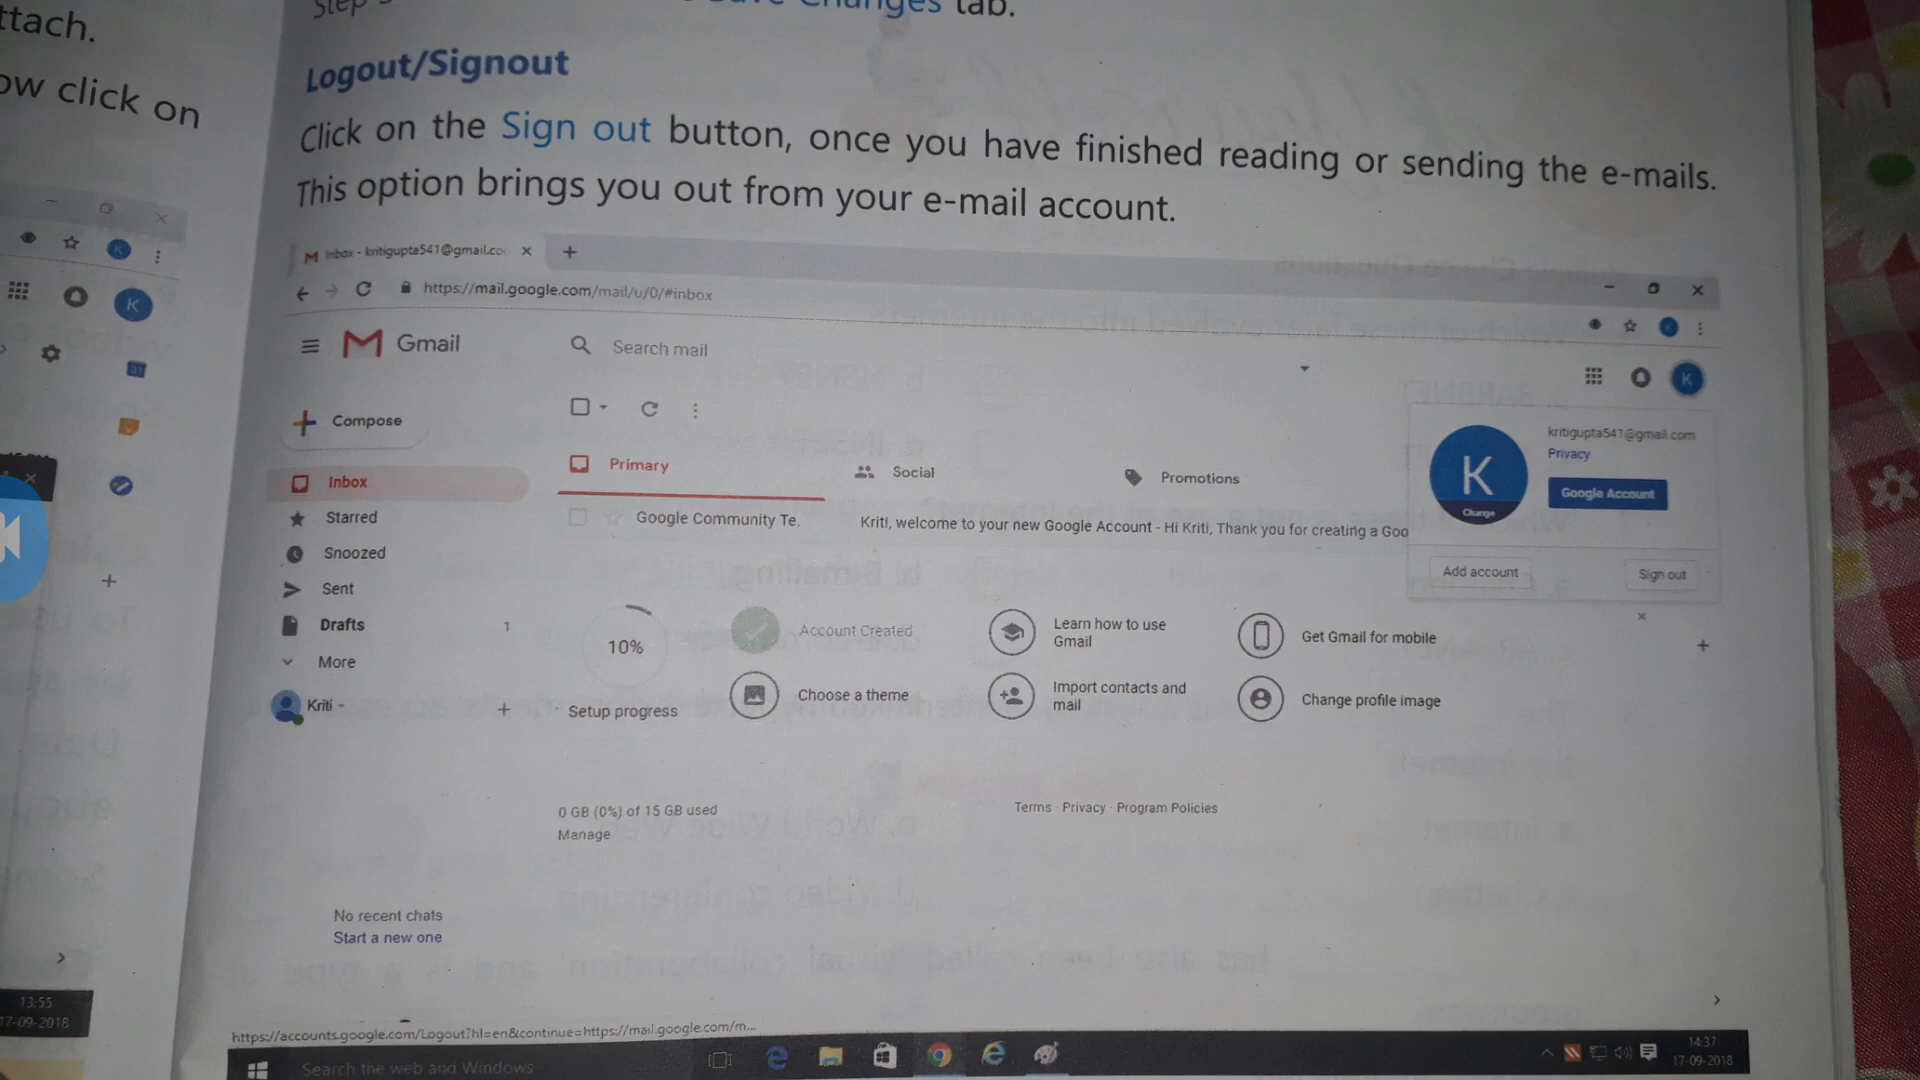 ttach.
ow click on
13:55
17-09-2018
Step
Changes tab.
Logout/Signout
Click on the Sign out button, once you have finished reading or sending the e-mails.
This option brings you out from your e-mail account.
Inbox - kritigupta541@gmail.co
https://mail.google.com/mail/u/0/#inbox
Gmail
Search mail
K
Compose
kritigupta541@gmail.com
Privacy
Google Account
K
Change
Primary
Social
Promotions
Inbox
Google Community Te.
Kriti, welcome to your new Google Account - Hi Kriti, Thank you for creating a Goo
Starred
Snoozed
Add account
Sign out
Sent
Drafts 1
More
Kriti
10%
Setup progress
Account Created
Learn how to use
Gmail
Get Gmail for mobile
Choose a theme
Import contacts and
mail
Change profile image
0 GB (0%) of 15 GB used
Manage
Terms · Privacy · Program Policies
No recent chats
Start a new one
https://accounts.google.com/Logout?hl=en&continue=https://mail.google.com/m...
Search the web and Windows
14:37
17-09-2018